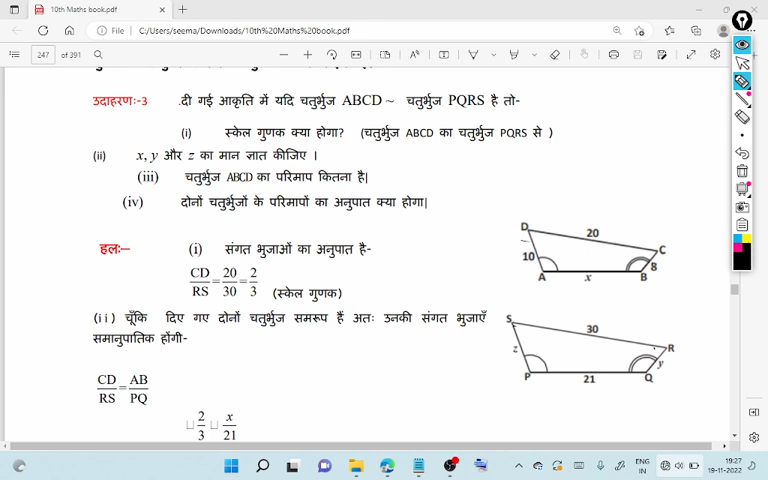 10th Maths book.pdf
File
C:/Users/seema/Downloads/10th%20Maths%20book.pdf
247 of 391
उदाहरण:-3 .दी गई आकृति में यदि चतुर्भुज ABCD ~ चतुर्भुज PQRS है तो-
(i) स्केल गुणक क्या होगा? (चतुर्भुज ABCD का चतुर्भुज PQRS से )
(ii) x, y और z का मान ज्ञात कीजिए ।
(iii) चतुर्भुज ABCD का परिमाप कितना है|
(iv) दोनों चतुर्भुजों के परिमापों का अनुपात क्या होगा|
D 20 C
10 8
A x B
हलः– (i) संगत भुजाओं का अनुपात है-
CD/RS = 20/30 = 2/3 (स्केल गुणक)
(ii) चूँकि दिए गए दोनों चतुर्भुज समरूप हैं अतः उनकी संगत भुजाएँ
समानुपातिक होंगी-
S 30 R
z y
P 21 Q
CD/RS = AB/PQ
2/3 x/21
ENG
IN
19:27
19-11-2022